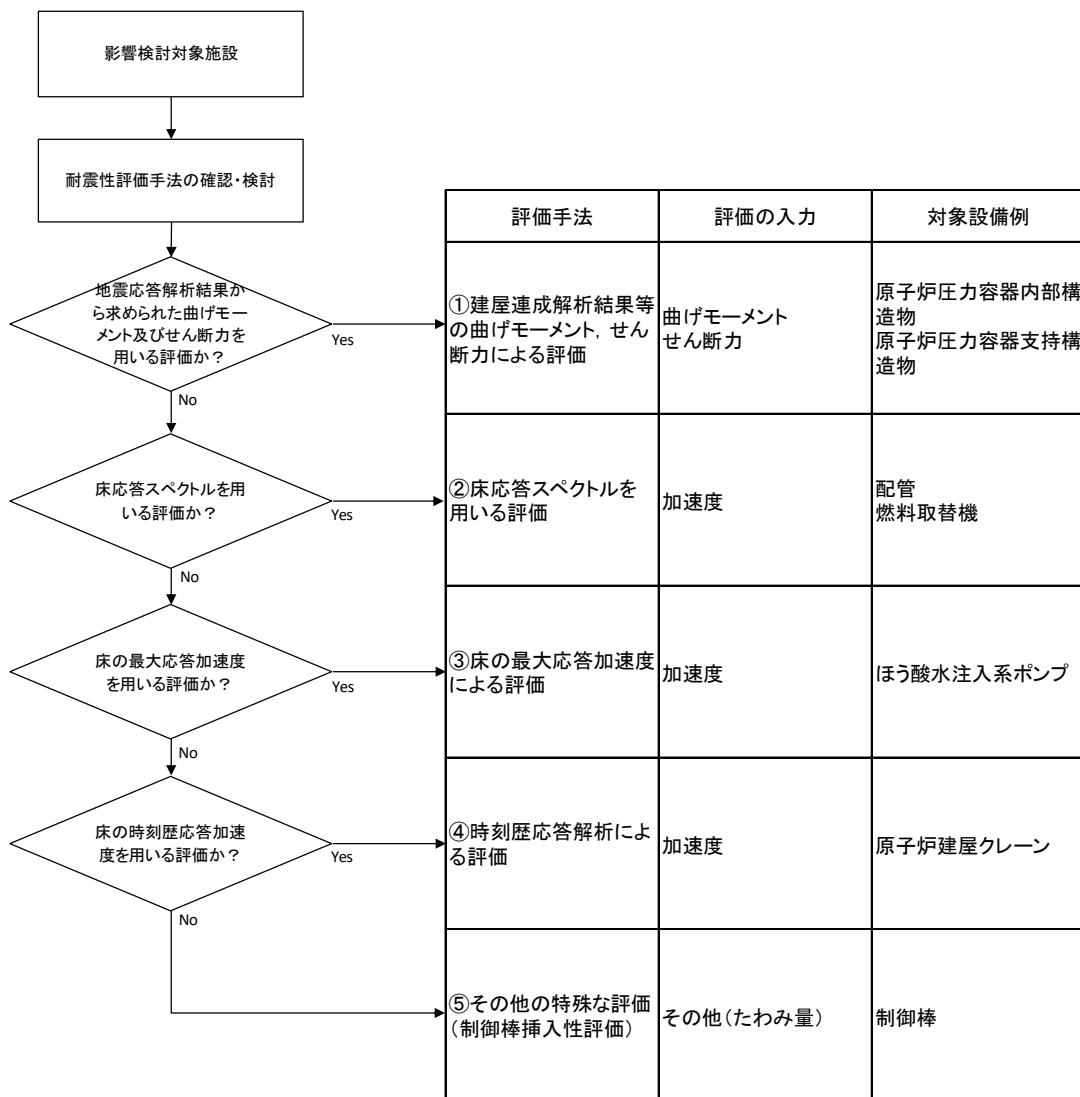 影響検討対象施設
耐震性評価手法の確認・検討
地震応答解析結果か
ら求められた曲げモー
メント及びせん断力を
用いる評価か？
Yes
No
床応答スペクトルを用
いる評価か？
Yes
No
床の最大応答加速度
を用いる評価か？
Yes
No
床の時刻歴応答加速
度を用いる評価か？
Yes
No
評価手法
評価の入力
対象設備例
①建屋連成解析結果等
の曲げモーメント，せん
断力による評価
曲げモーメント
せん断力
原子炉圧力容器内部構
造物
原子炉圧力容器支持構
造物
②床応答スペクトルを
用いる評価
加速度
配管
燃料取替機
③床の最大応答加速度
による評価
加速度
ほう酸水注入系ポンプ
④時刻歴応答解析によ
る評価
加速度
原子炉建屋クレーン
⑤その他の特殊な評価
（制御棒挿入性評価）
その他（たわみ量）
制御棒